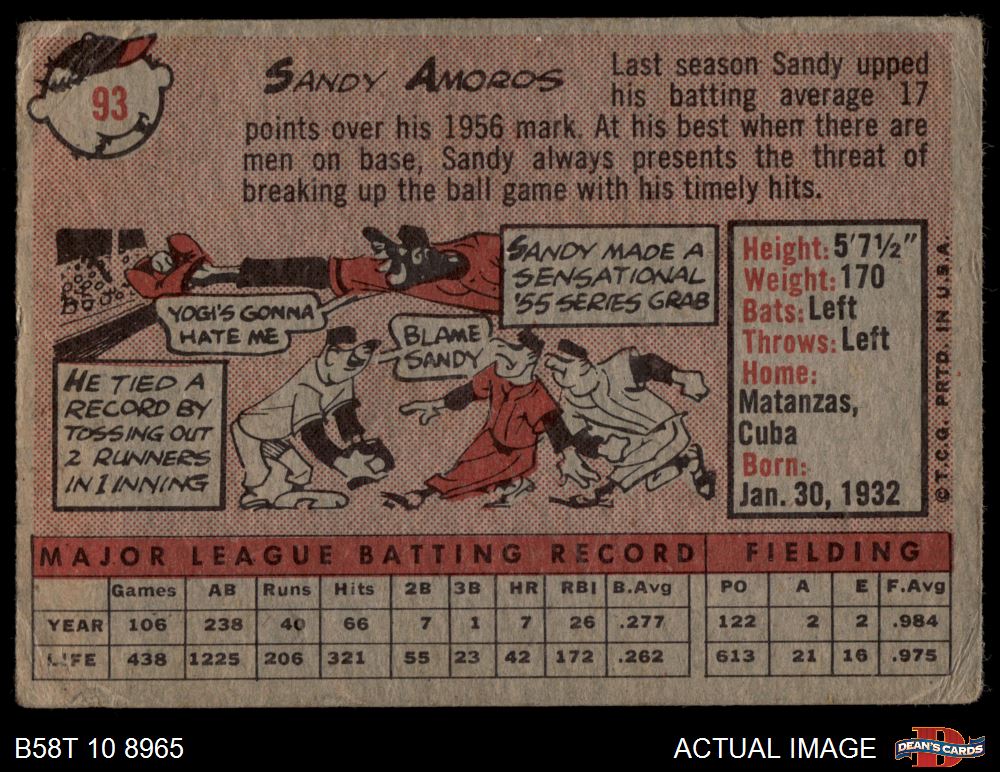 93
SANDY AMOROS
Last season Sandy upped
his batting average 17
points over his 1956 mark. At his best when there are
men on base, Sandy always presents the threat of
breaking up the ball game with his timely hits.
SANDY MADE A
SENSATIONAL
'55 SERIES GRAB
YOGI'S GONNA
HATE ME
BLAME
SANDY
HE TIED A
RECORD BY
TOSSING OUT
2 RUNNERS
IN 1 INNING
Height: 5'7½"
Weight: 170
Bats: Left
Throws: Left
Home:
Matanzas,
Cuba
Born:
Jan. 30, 1932
© T.C.G. PRTD. IN U.S.A.
MAJOR LEAGUE BATTING RECORD FIELDING
Games AB Runs Hits 2B 3B HR RBI B.Avg PO A E F.Avg
YEAR 106 238 40 66 7 1 7 26 .277 122 2 2 .984
LIFE 438 1225 206 321 55 23 42 172 .262 613 21 16 .975
B58T 10 8965
ACTUAL IMAGE
DEAN'S CARDS